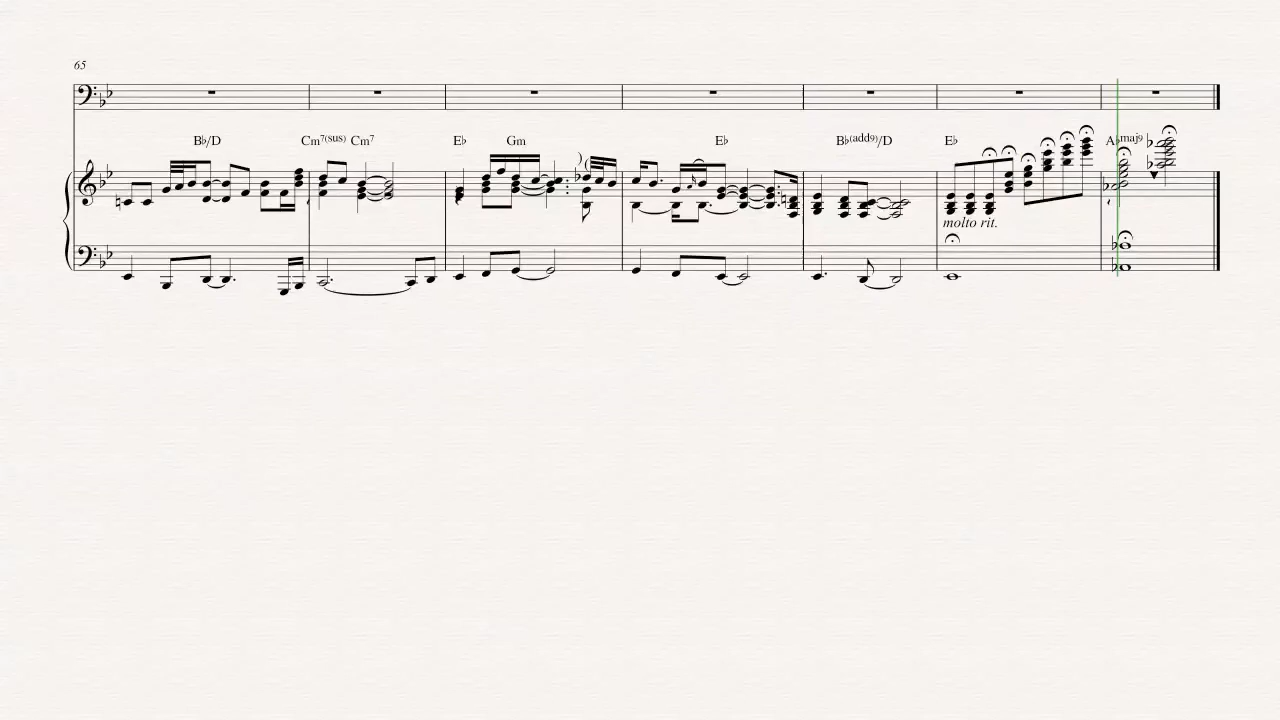 65
B♭/D Cm7(sus) Cm7 E♭ Gm E♭ B♭(add9)/D E♭ A♭maj9
molto rit.